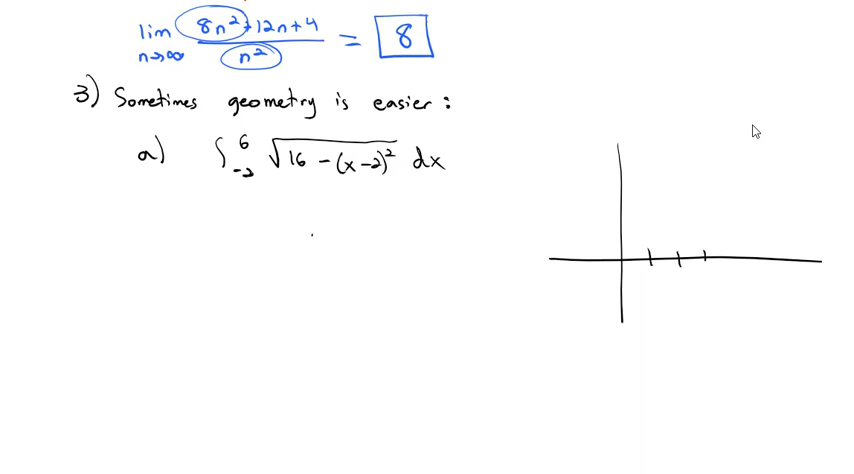 lim n→∞ (8n²+12n+4)/n² = 8
3) Sometimes geometry is easier:
a) ∫₋₂⁶ √(16-(x-2)²) dx